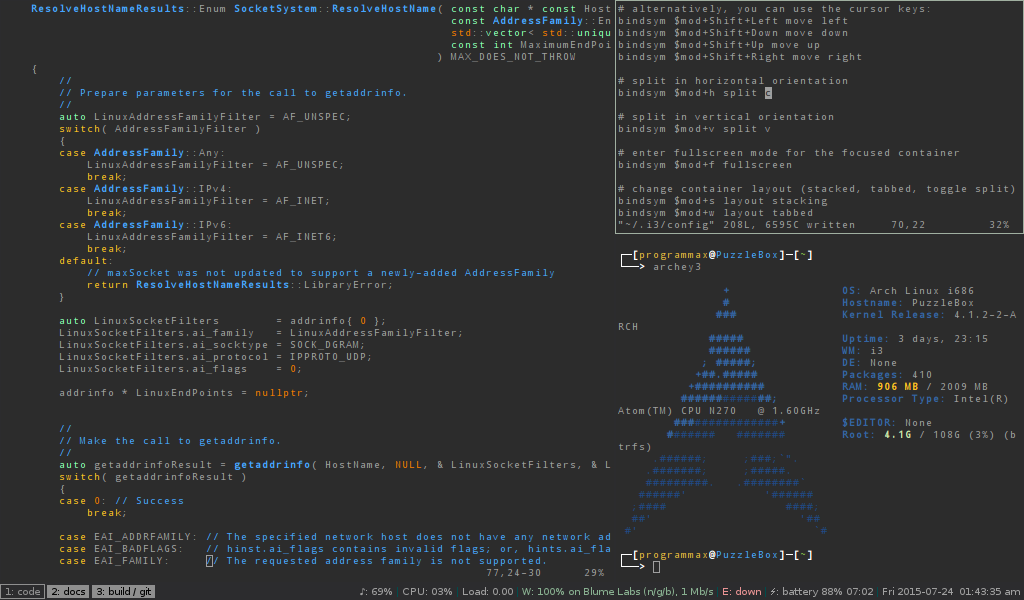 ResolveHostNameResults::Enum SocketSystem::ResolveHostName( const char * const Host
const AddressFamily::En
std::vector< std::uniqu
const int MaximumEndPoi
) MAX_DOES_NOT_THROW
{
//
// Prepare parameters for the call to getaddrinfo.
//
auto LinuxAddressFamilyFilter = AF_UNSPEC;
switch( AddressFamilyFilter )
{
case AddressFamily::Any:
LinuxAddressFamilyFilter = AF_UNSPEC;
break;
case AddressFamily::IPv4:
LinuxAddressFamilyFilter = AF_INET;
break;
case AddressFamily::IPv6:
LinuxAddressFamilyFilter = AF_INET6;
break;
default:
// maxSocket was not updated to support a newly-added AddressFamily
return ResolveHostNameResults::LibraryError;
}
auto LinuxSocketFilters        = addrinfo{ 0 };
LinuxSocketFilters.ai_family   = LinuxAddressFamilyFilter;
LinuxSocketFilters.ai_socktype = SOCK_DGRAM;
LinuxSocketFilters.ai_protocol = IPPROTO_UDP;
LinuxSocketFilters.ai_flags    = 0;
addrinfo * LinuxEndPoints = nullptr;
//
// Make the call to getaddrinfo.
//
auto getaddrinfoResult = getaddrinfo( HostName, NULL, & LinuxSocketFilters, & L
switch( getaddrinfoResult )
{
case 0: // Success
break;
case EAI_ADDRFAMILY: // The specified network host does not have any network ad
case EAI_BADFLAGS:   // hinst.ai_flags contains invalid flags; or, hints.ai_fla
case EAI_FAMILY:     // The requested address family is not supported.
77,24-30      29%
# alternatively, you can use the cursor keys:
bindsym $mod+Shift+Left move left
bindsym $mod+Shift+Down move down
bindsym $mod+Shift+Up move up
bindsym $mod+Shift+Right move right
# split in horizontal orientation
bindsym $mod+h split c
# split in vertical orientation
bindsym $mod+v split v
# enter fullscreen mode for the focused container
bindsym $mod+f fullscreen
# change container layout (stacked, tabbed, toggle split)
bindsym $mod+s layout stacking
bindsym $mod+w layout tabbed
"~/.i3/config" 208L, 6595C written     70,22         32%
[programmax@PuzzleBox]—[~]
archey3
OS: Arch Linux i686
Hostname: PuzzleBox
Kernel Release: 4.1.2-2-A
RCH
Uptime: 3 days, 23:15
WM: i3
DE: None
Packages: 410
RAM: 906 MB / 2009 MB
Processor Type: Intel(R)
Atom(TM) CPU N270   @ 1.60GHz
$EDITOR: None
Root: 4.1G / 108G (3%) (b
trfs)
[programmax@PuzzleBox]—[~]
1: code 2: docs 3: build / git ♪: 69% CPU: 03% Load: 0.00 W: 100% on Blume Labs (n/g/b), 1 Mb/s E: down ⚡: battery 88% 07:02 Fri 2015-07-24 01:43:35 am